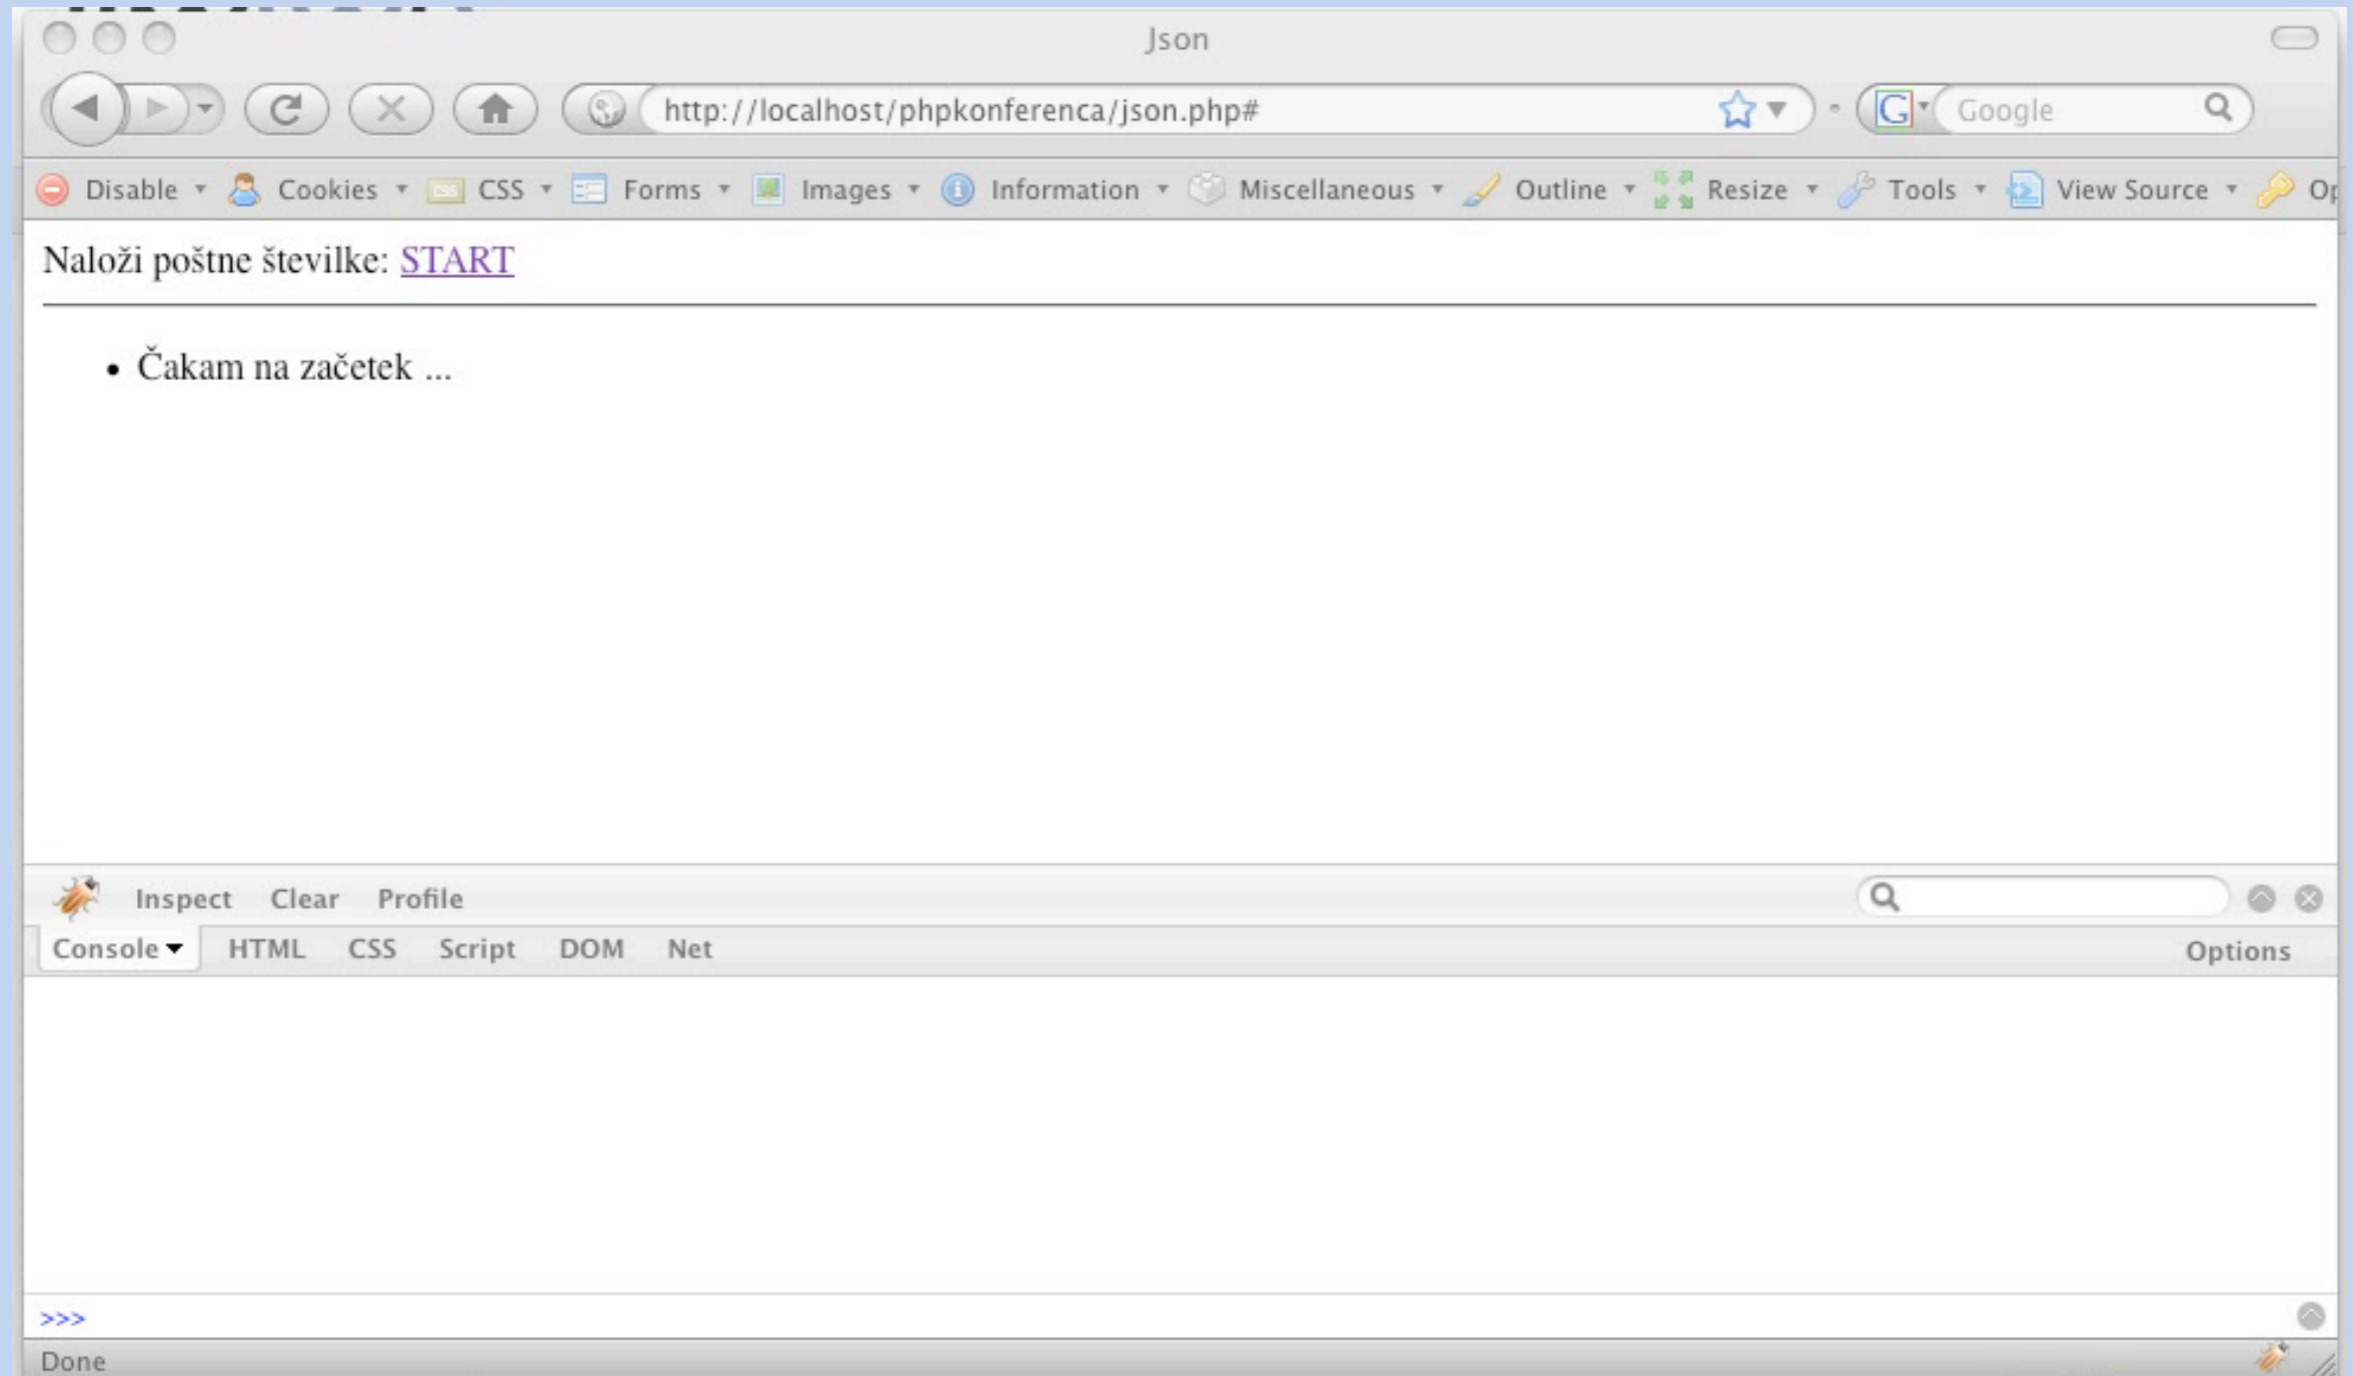 Json
http://localhost/phpkonferenca/json.php#
Google
Disable Cookies CSS Forms Images Information Miscellaneous Outline Resize Tools View Source
Naloži poštne številke: START
• Čakam na začetek ...
Inspect Clear Profile
Console HTML CSS Script DOM Net Options
>>>
Done